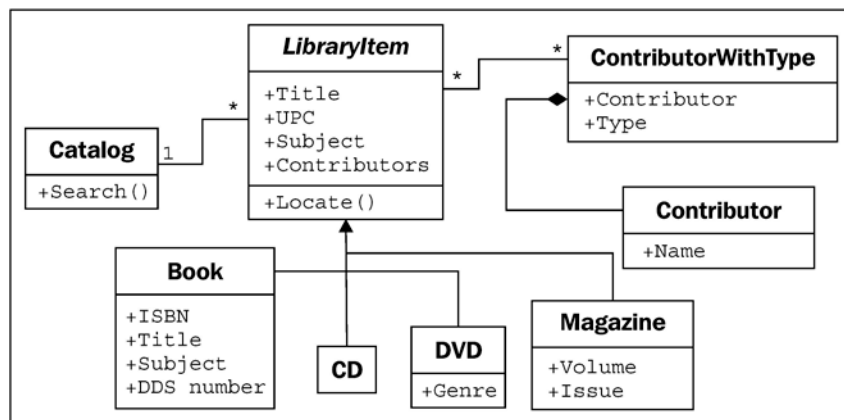 LibraryItem
+Title
+UPC
+Subject
+Contributors
+Locate()
*
*
ContributorWithType
+Contributor
+Type
*
1
Catalog
+Search()
Contributor
+Name
Book
+ISBN
+Title
+Subject
+DDS number
CD
DVD
+Genre
Magazine
+Volume
+Issue